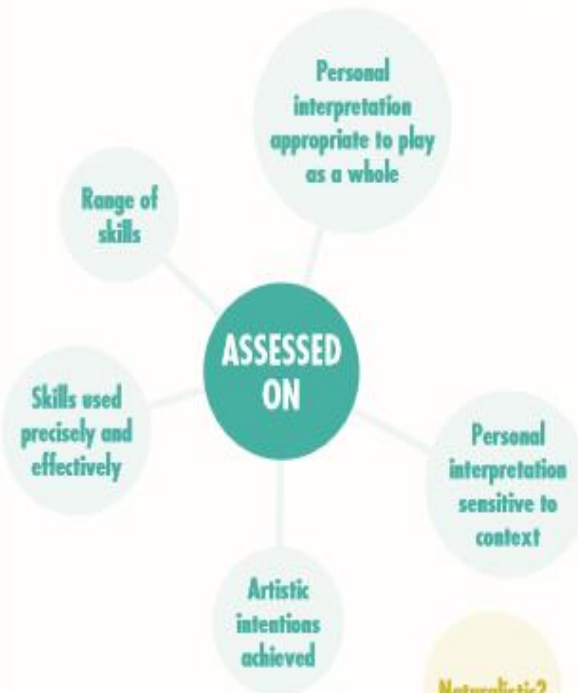 Personal
interpretation
appropriate to play
as a whole
Range of
skills
ASSESSED
ON
Skills used
precisely and
effectively
Personal
interpretation
sensitive to
context
Artistic
intentions
achieved
Naturalistic?